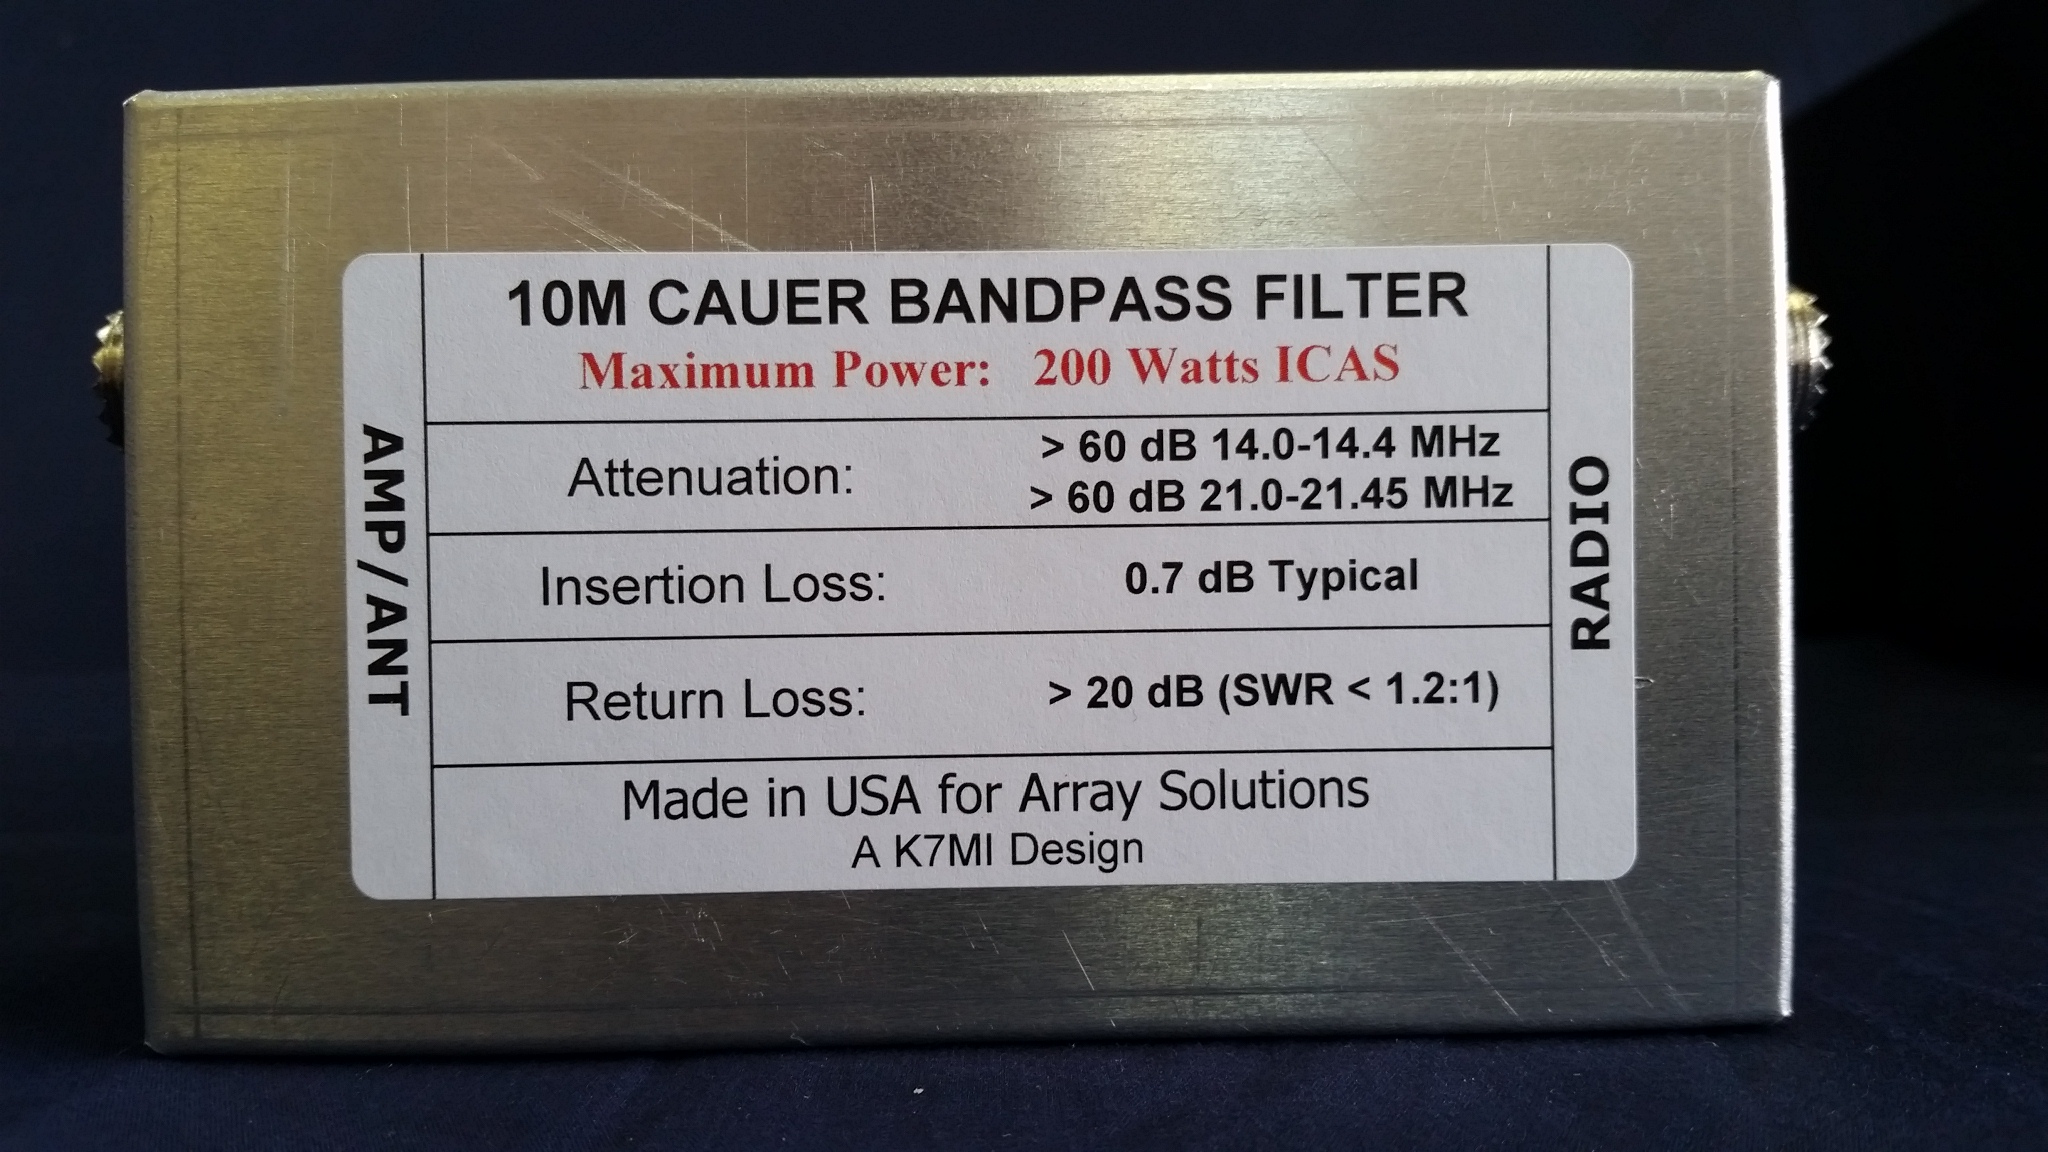 10M CAUER BANDPASS FILTER
Maximum Power: 200 Watts ICAS
AMP/ANT
Attenuation:
> 60 dB 14.0-14.4 MHz
> 60 dB 21.0-21.45 MHz
Insertion Loss: 0.7 dB Typical
Return Loss: > 20 dB (SWR < 1.2:1)
RADIO
Made in USA for Array Solutions
A K7MI Design